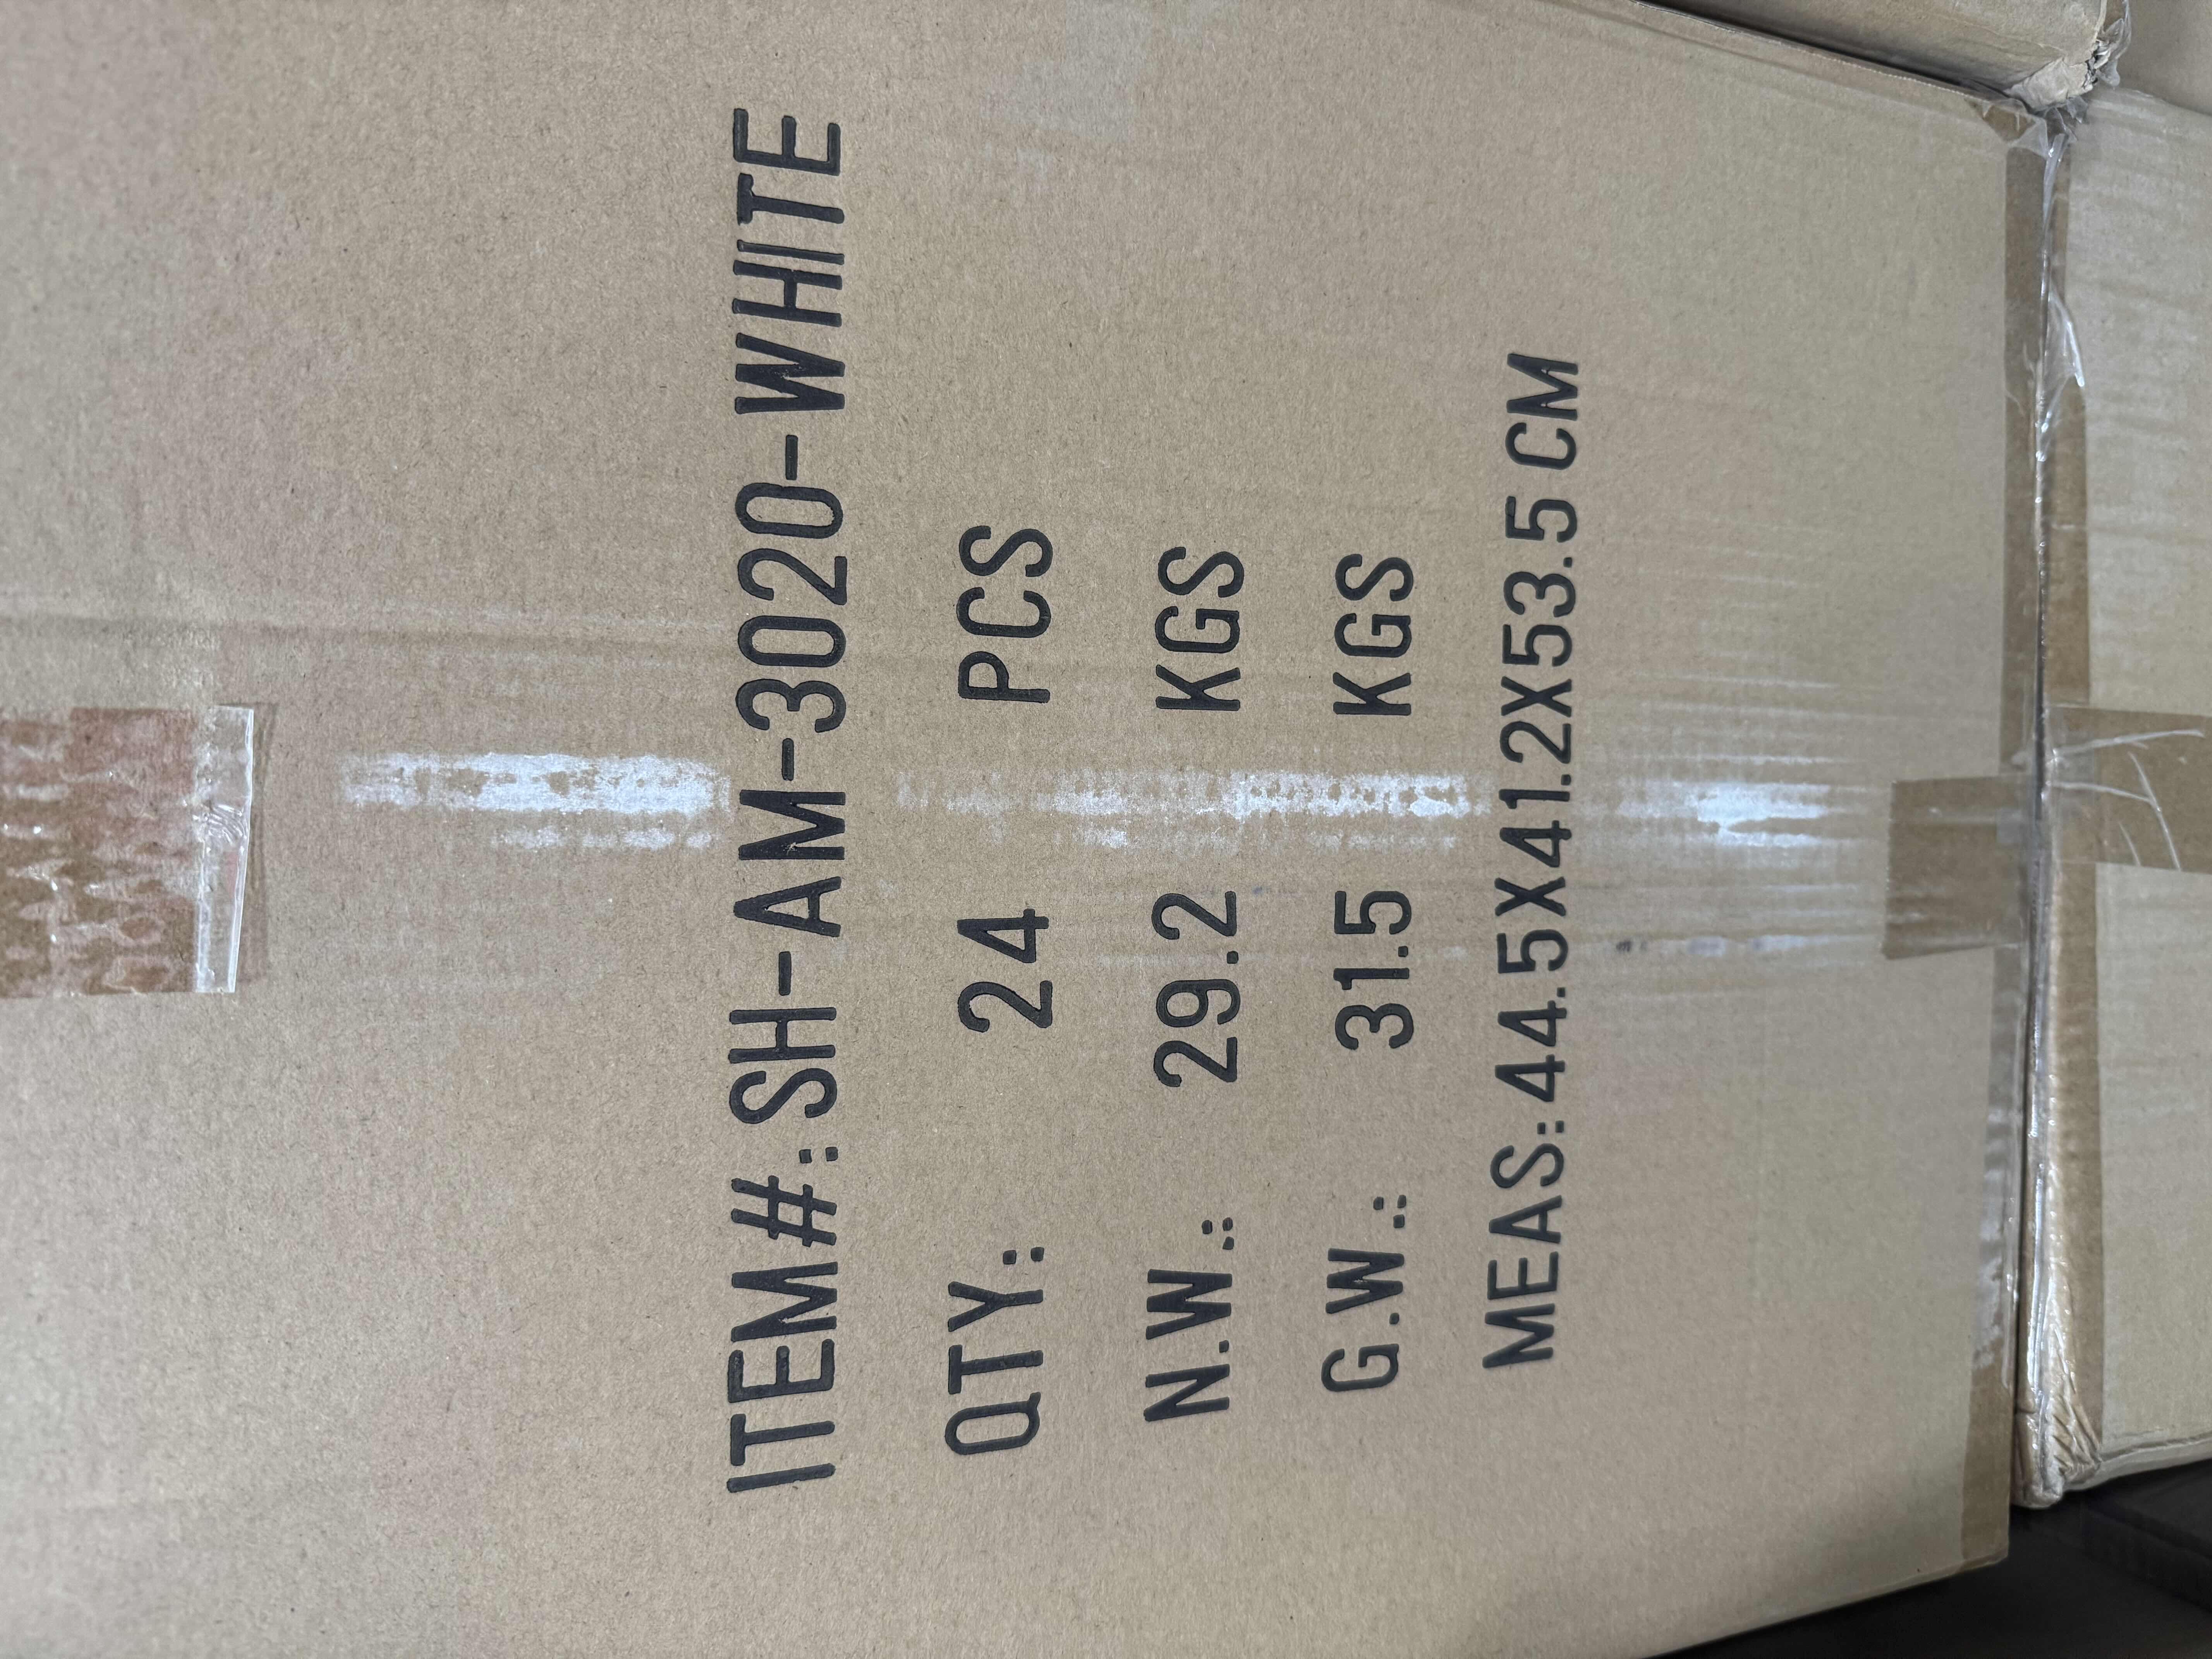 ITEM#.:SH-AM-3020-WHITE
QTY.: 24 PCS
N.W.: 29.2 KGS
G.W.: 31.5 KGS
MEAS.: 44.5X41.2X53.5 CM